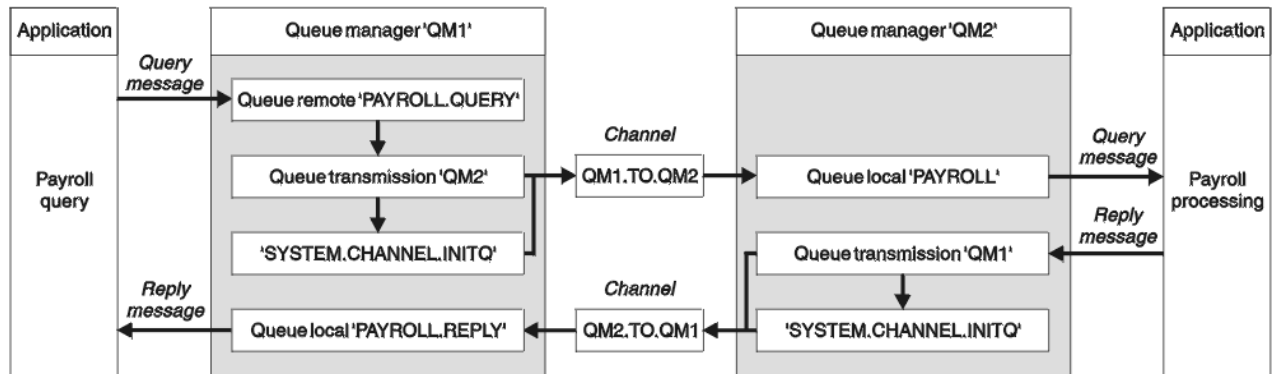 Application
Queue manager 'QM1'
Queue manager 'QM2'
Application
Query
message
Queue remote 'PAYROLL.QUERY'
Channel
Query
message
Payroll
query
Queue transmission 'QM2'
QM1.TO.QM2
Queue local 'PAYROLL'
Payroll
processing
Reply
message
'SYSTEM.CHANNEL.INITQ'
Queue transmission 'QM1'
Reply
message
Channel
Queue local 'PAYROLL.REPLY'
QM2.TO.QM1
'SYSTEM.CHANNEL.INITQ'